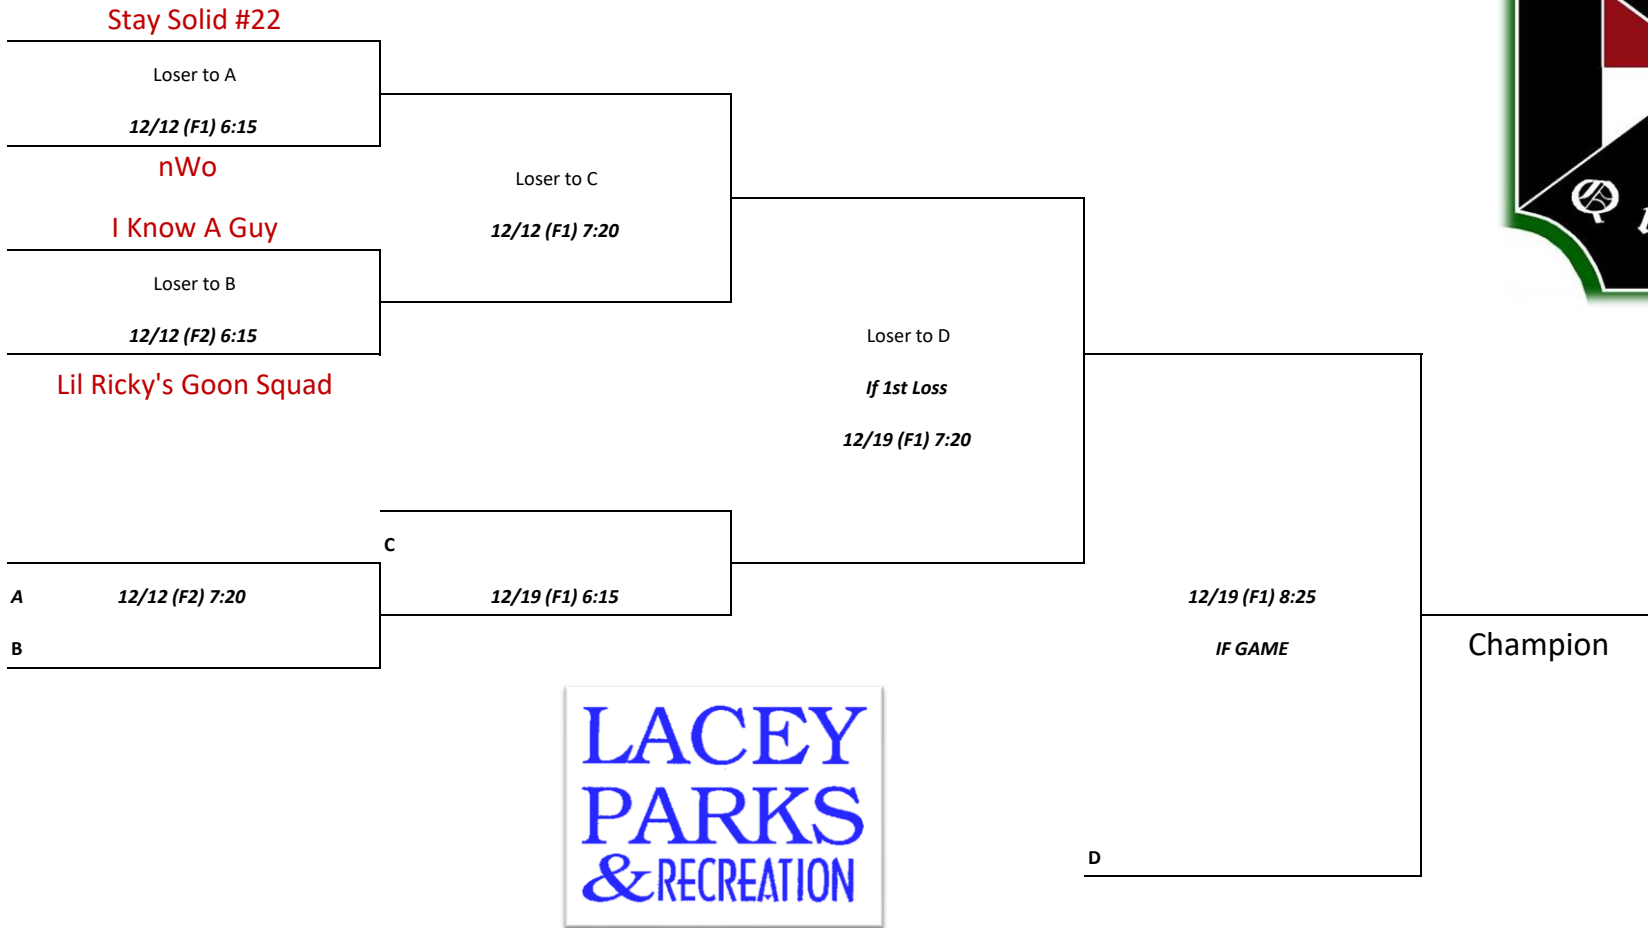 Stay Solid #22
Loser to A
12/12 (F1) 6:15
nWo
Loser to C
I Know A Guy
12/12 (F1) 7:20
Loser to B
12/12 (F2) 6:15
Loser to D
Lil Ricky's Goon Squad
If 1st Loss
12/19 (F1) 7:20
C
A 12/12 (F2) 7:20
12/19 (F1) 6:15
12/19 (F1) 8:25
B
IF GAME
Champion
LACEY
PARKS
& RECREATION
D